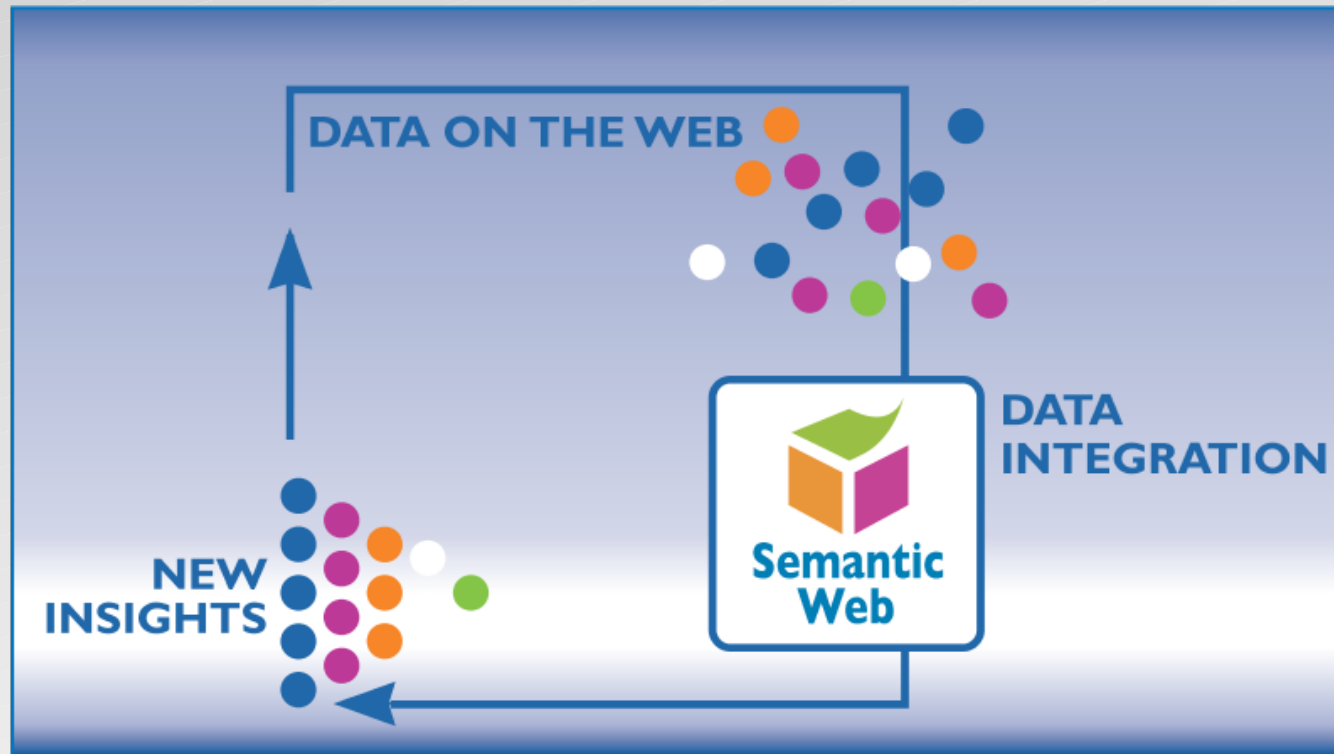 DATA ON THE WEB
DATA
INTEGRATION
Semantic
Web
NEW
INSIGHTS